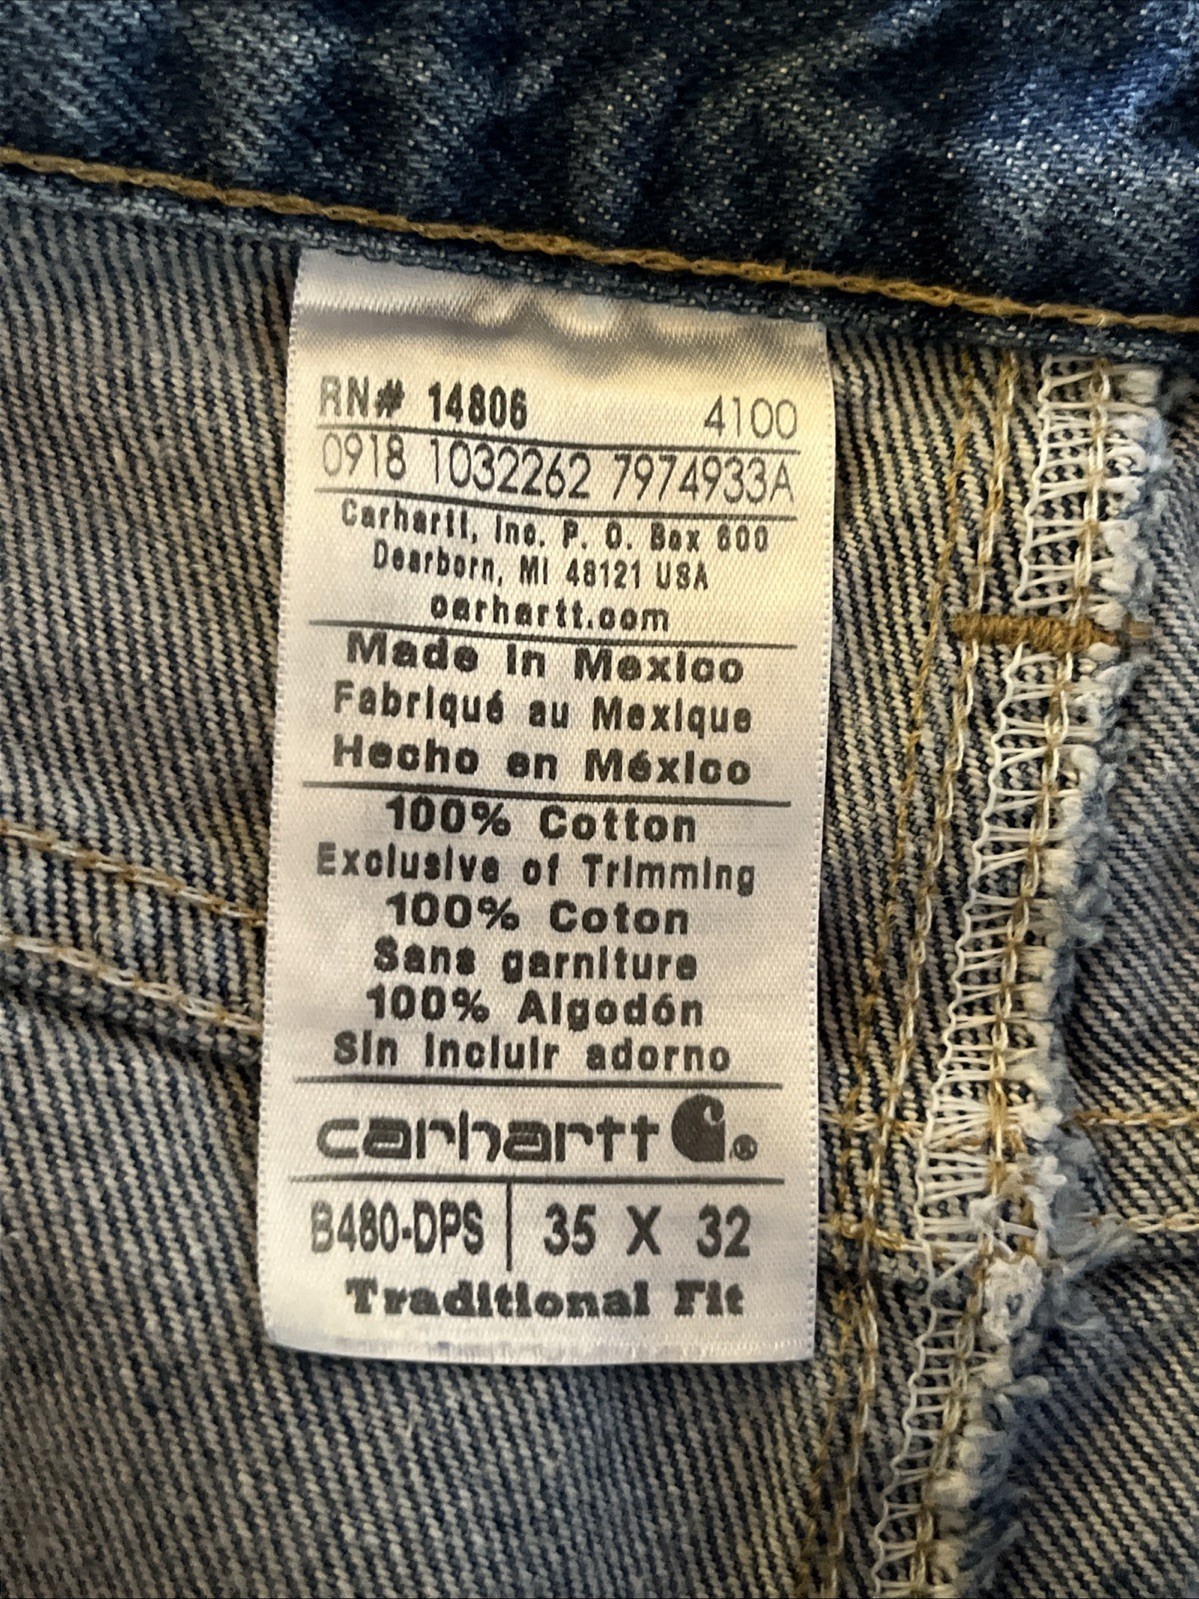 RN# 14806 4100
0918 1032262 7974933A
Carhartt, Inc. P. O. Box 600
Dearborn, MI 48121 USA
carhartt.com
Made in Mexico
Fabriqué au Mexique
Hecho en México
100% Cotton
Exclusive of Trimming
100% Coton
Sans garniture
100% Algodón
Sin incluir adorno
carhartt ®
B480-DPS 35 X 32
Traditional Fit